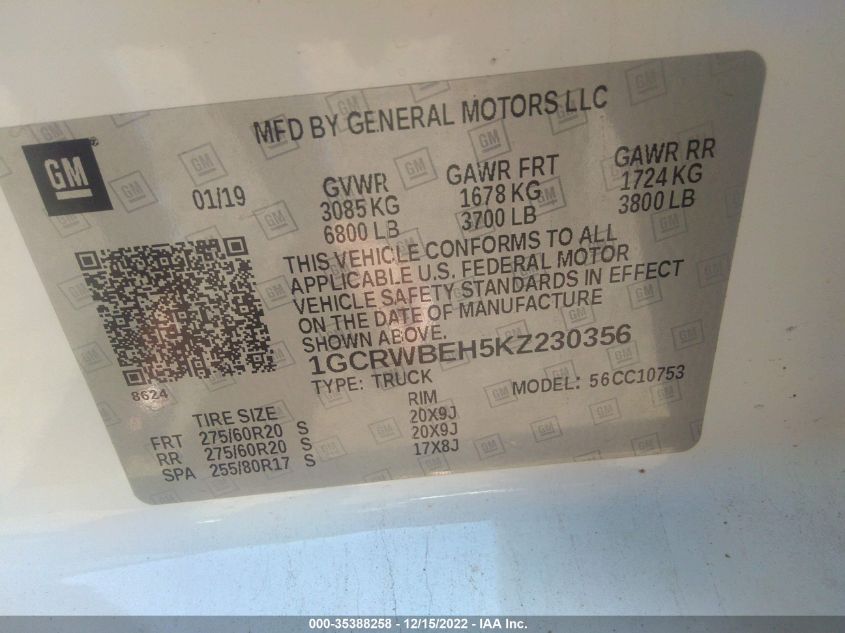 MFD BY GENERAL MOTORS LLC
GM
01/19
GVWR
3085 KG
6800 LB
GAWR FRT
1678 KG
3700 LB
GAWR RR
1724 KG
3800 LB
THIS VEHICLE CONFORMS TO ALL
APPLICABLE U.S. FEDERAL MOTOR
VEHICLE SAFETY STANDARDS IN EFFECT
ON THE DATE OF MANUFACTURE
SHOWN ABOVE.
1GCRWBEH5KZ230356
TYPE: TRUCK
MODEL: 56CC10753
8624
TIRE SIZE RIM
FRT 275/60R20 S 20X9J
RR 275/60R20 S 20X9J
SPA 255/80R17 S 17X8J
000-35388258 - 12/15/2022 - IAA Inc.